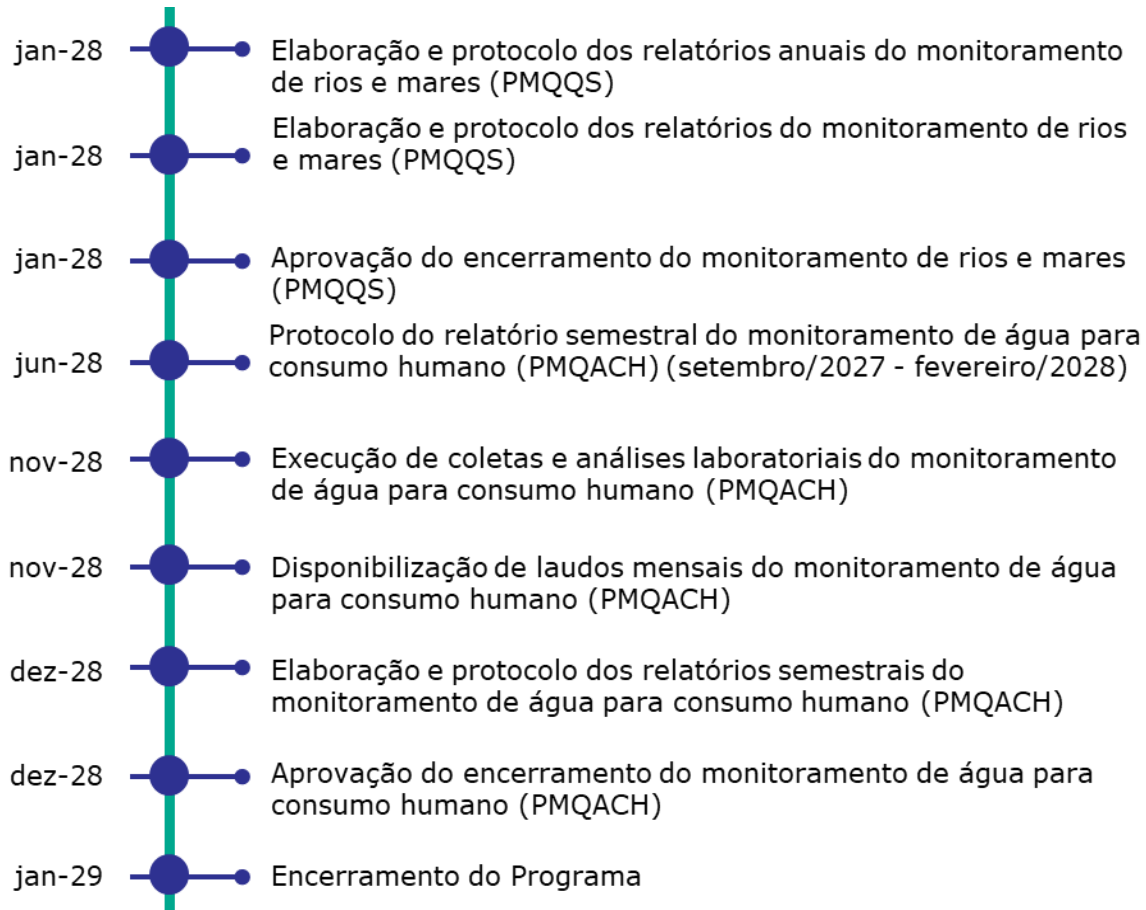 jan-28
Elaboração e protocolo dos relatórios anuais do monitoramento
de rios e mares (PMQQS)
jan-28
Elaboração e protocolo dos relatórios do monitoramento de rios
e mares (PMQQS)
jan-28
Aprovação do encerramento do monitoramento de rios e mares
(PMQQS)
jun-28
Protocolo do relatório semestral do monitoramento de água para
consumo humano (PMQACH) (setembro/2027 - fevereiro/2028)
nov-28
Execução de coletas e análises laboratoriais do monitoramento
de água para consumo humano (PMQACH)
nov-28
Disponibilização de laudos mensais do monitoramento de água
para consumo humano (PMQACH)
dez-28
Elaboração e protocolo dos relatórios semestrais do
monitoramento de água para consumo humano (PMQACH)
dez-28
Aprovação do encerramento do monitoramento de água para
consumo humano (PMQACH)
jan-29
Encerramento do Programa